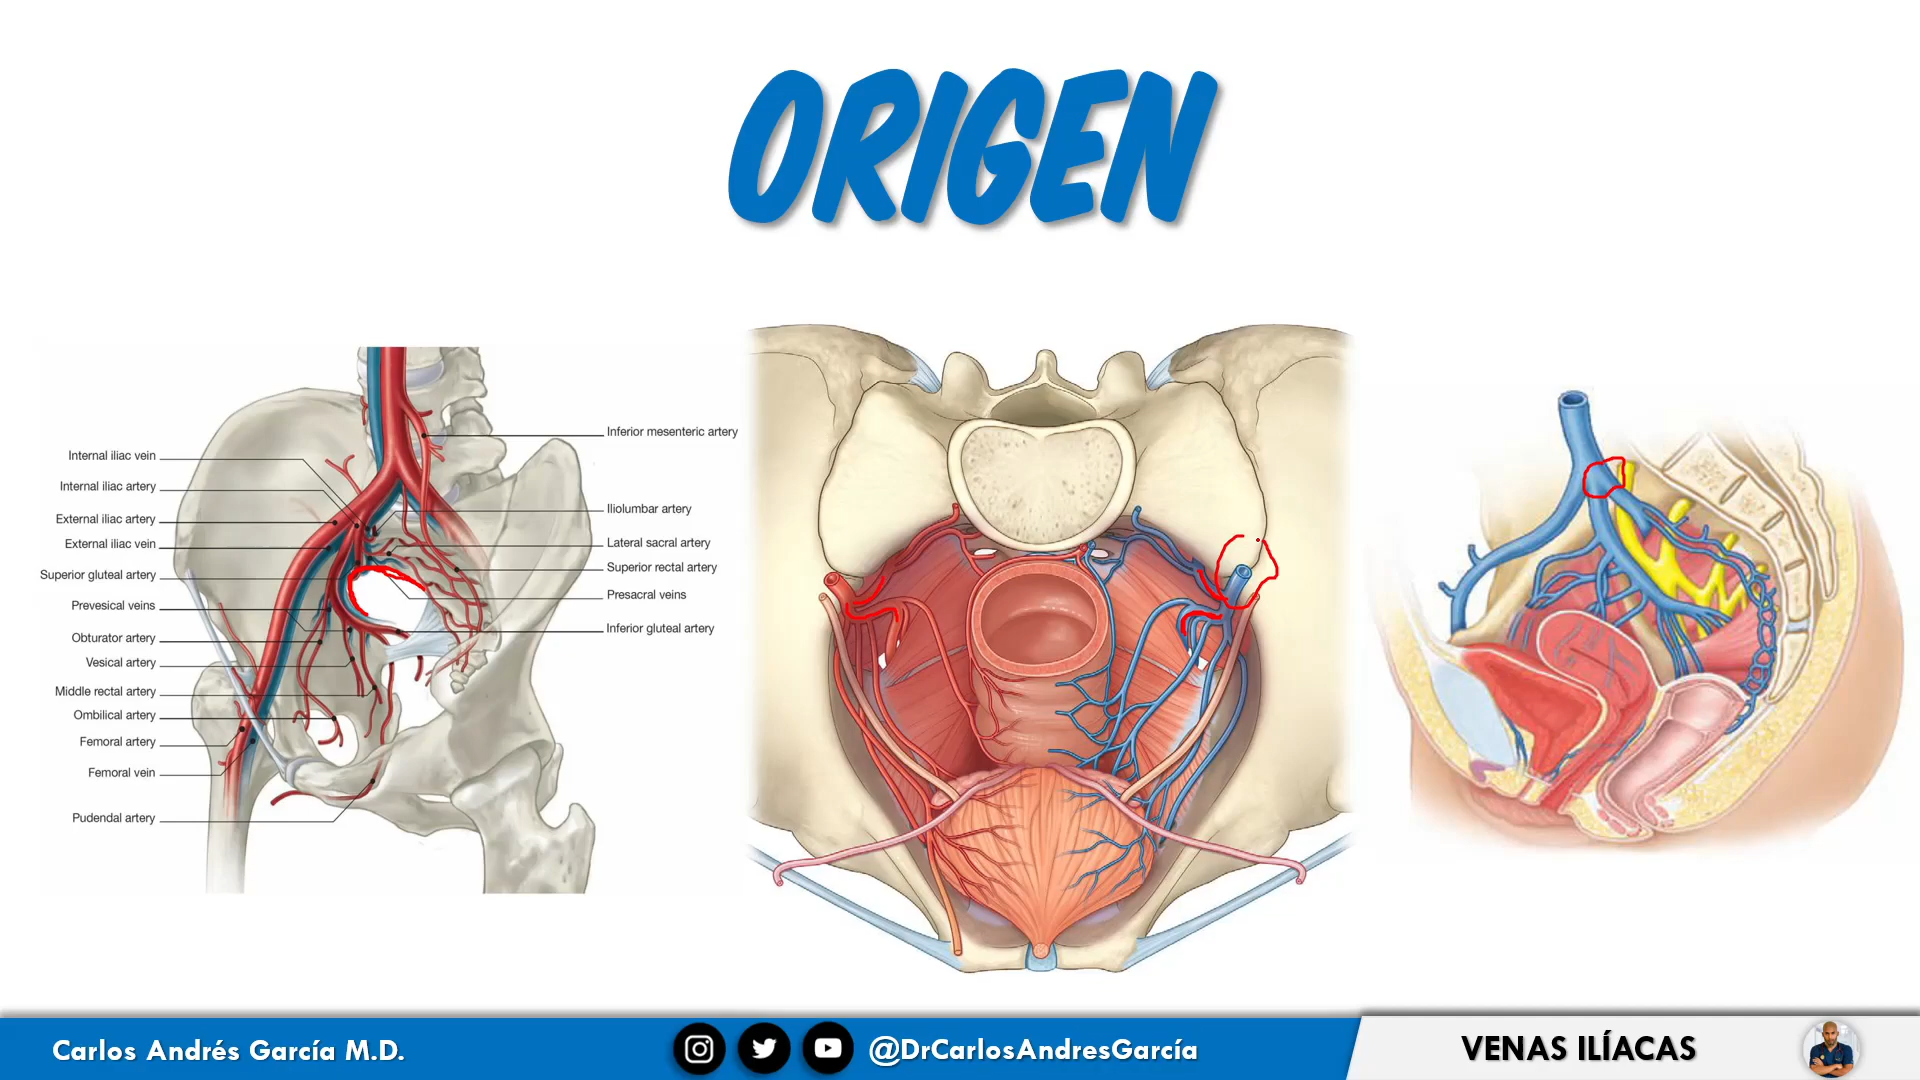 ORIGEN
Internal iliac vein
Internal iliac artery
External iliac artery
External iliac vein
Superior gluteal artery
Prevesical veins
Obturator artery
Vesical artery
Middle rectal artery
Ombilical artery
Femoral artery
Femoral vein
Pudendal artery
Inferior mesenteric artery
Iliolumbar artery
Lateral sacral artery
Superior rectal artery
Presacral veins
Inferior gluteal artery
Carlos Andrés García M.D.
@DrCarlosAndresGarcía
VENAS ILÍACAS